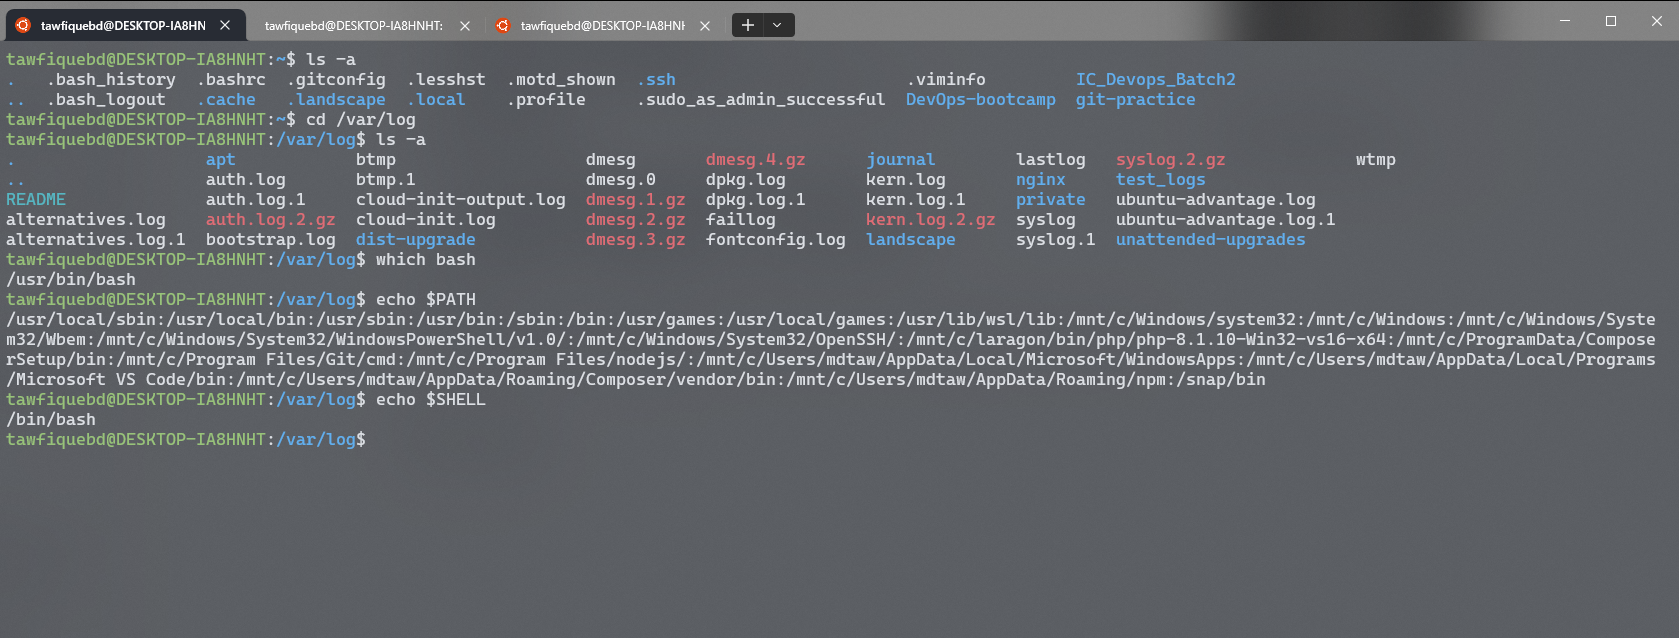 tawfiquebd@DESKTOP-IA8HN
tawfiquebd@DESKTOP-IA8HNHT:
tawfiquebd@DESKTOP-IA8HNH
tawfiquebd@DESKTOP-IA8HNHT:~$ ls -a
. .bash_history .bashrc .gitconfig .lesshst .motd_shown .ssh .viminfo IC_Devops_Batch2
.. .bash_logout .cache .landscape .local .profile .sudo_as_admin_successful DevOps-bootcamp git-practice
tawfiquebd@DESKTOP-IA8HNHT:~$ cd /var/log
tawfiquebd@DESKTOP-IA8HNHT:/var/log$ ls -a
. apt btmp dmesg dmesg.4.gz journal lastlog syslog.2.gz wtmp
.. auth.log btmp.1 dmesg.0 dpkg.log kern.log nginx test_logs
README auth.log.1 cloud-init-output.log dmesg.1.gz dpkg.log.1 kern.log.1 private ubuntu-advantage.log
alternatives.log auth.log.2.gz cloud-init.log dmesg.2.gz faillog kern.log.2.gz syslog ubuntu-advantage.log.1
alternatives.log.1 bootstrap.log dist-upgrade dmesg.3.gz fontconfig.log landscape syslog.1 unattended-upgrades
tawfiquebd@DESKTOP-IA8HNHT:/var/log$ which bash
/usr/bin/bash
tawfiquebd@DESKTOP-IA8HNHT:/var/log$ echo $PATH
/usr/local/sbin:/usr/local/bin:/usr/sbin:/usr/bin:/sbin:/bin:/usr/games:/usr/local/games:/usr/lib/wsl/lib:/mnt/c/Windows/system32:/mnt/c/Windows:/mnt/c/Windows/Syste
m32/Wbem:/mnt/c/Windows/System32/WindowsPowerShell/v1.0/:/mnt/c/Windows/System32/OpenSSH/:/mnt/c/laragon/bin/php/php-8.1.10-Win32-vs16-x64:/mnt/c/ProgramData/Compose
rSetup/bin:/mnt/c/Program Files/Git/cmd:/mnt/c/Program Files/nodejs/:/mnt/c/Users/mdtaw/AppData/Local/Microsoft/WindowsApps:/mnt/c/Users/mdtaw/AppData/Local/Programs
/Microsoft VS Code/bin:/mnt/c/Users/mdtaw/AppData/Roaming/Composer/vendor/bin:/mnt/c/Users/mdtaw/AppData/Roaming/npm:/snap/bin
tawfiquebd@DESKTOP-IA8HNHT:/var/log$ echo $SHELL
/bin/bash
tawfiquebd@DESKTOP-IA8HNHT:/var/log$